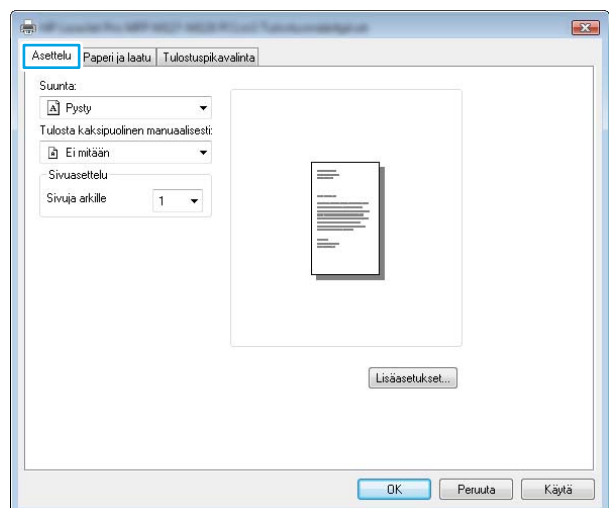 Asettelu Paperi ja laatu Tulostuspikavalinta
Suunta:
Pysty
Tulosta kaksipuolinen manuaalisesti:
Ei mitään
Sivuasettelu
Sivuja arkille 1
Lisäasetukset...
OK Peruuta Käytä